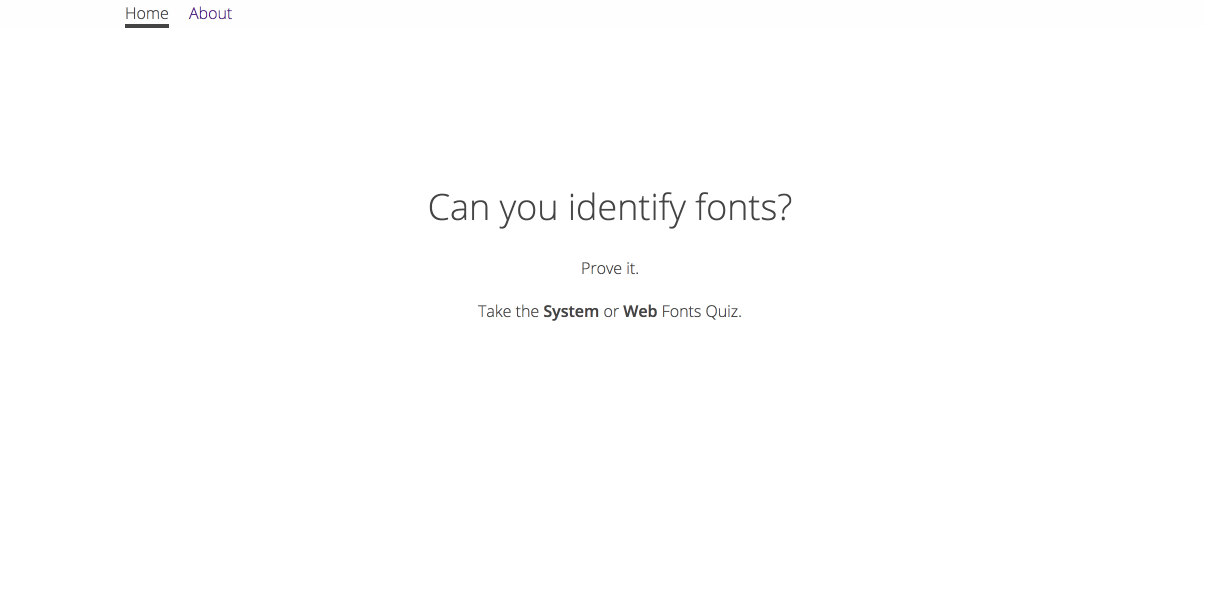 Home About
Can you identify fonts?
Prove it.
Take the System or Web Fonts Quiz.